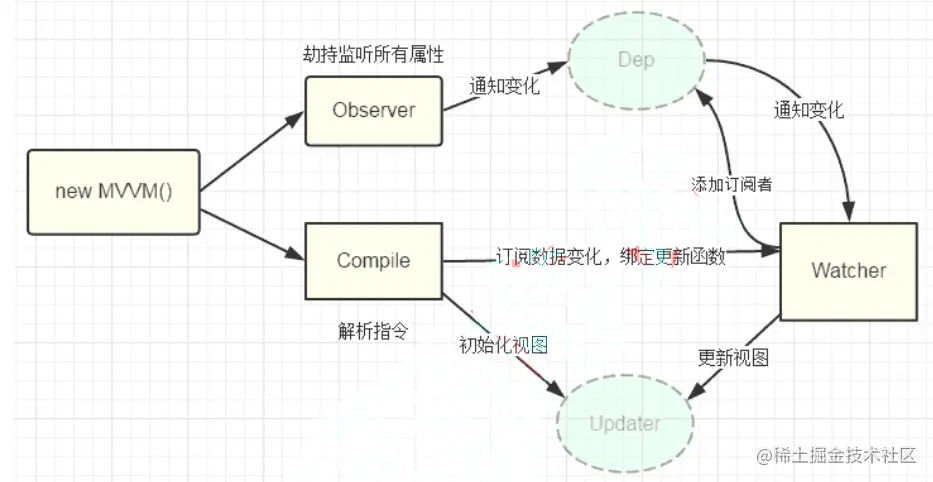 劫持监听所有属性
Dep
Observer
通知变化
通知变化
new MVVM()
添加订阅者
Compile
订阅数据变化，绑定更新函数
Watcher
解析指令
初始化视图
更新视图
Updater
@稀土掘金技术社区